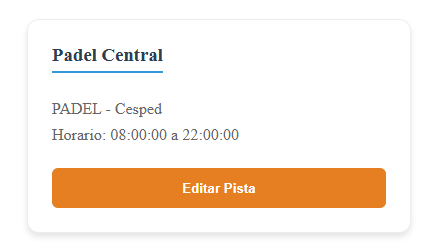 Padel Central
PADEL - Cesped
Horario: 08:00:00 a 22:00:00
Editar Pista